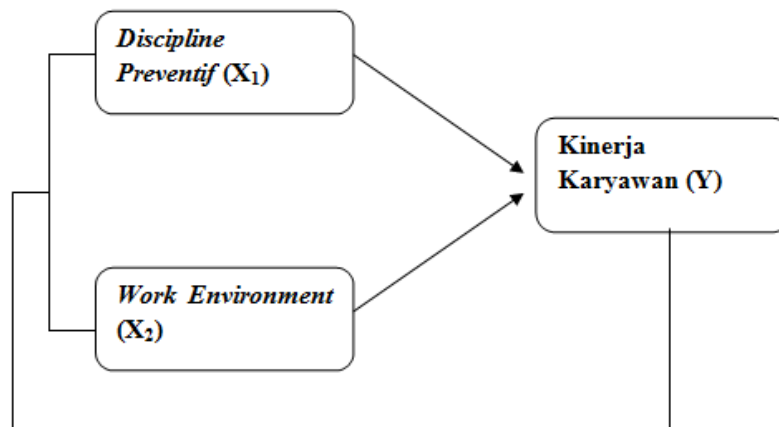 Discipline
Preventif (X₁)
Kinerja
Karyawan (Y)
Work Environment
(X₂)